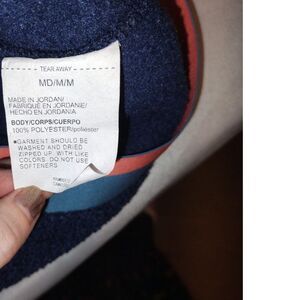 TEAR AWAY
MD/M/M
MADE IN JORDAN/
FABRIQUÉ EN JORDANIE/
HECHO EN JORDANIA
BODY/CORPS/CUERPO
100% POLYESTER/poliéster
*GARMENT SHOULD BE
WASHED AND DRIED
ZIPPED UP. WITH LIKE
COLORS. DO NOT USE
SOFTENERS